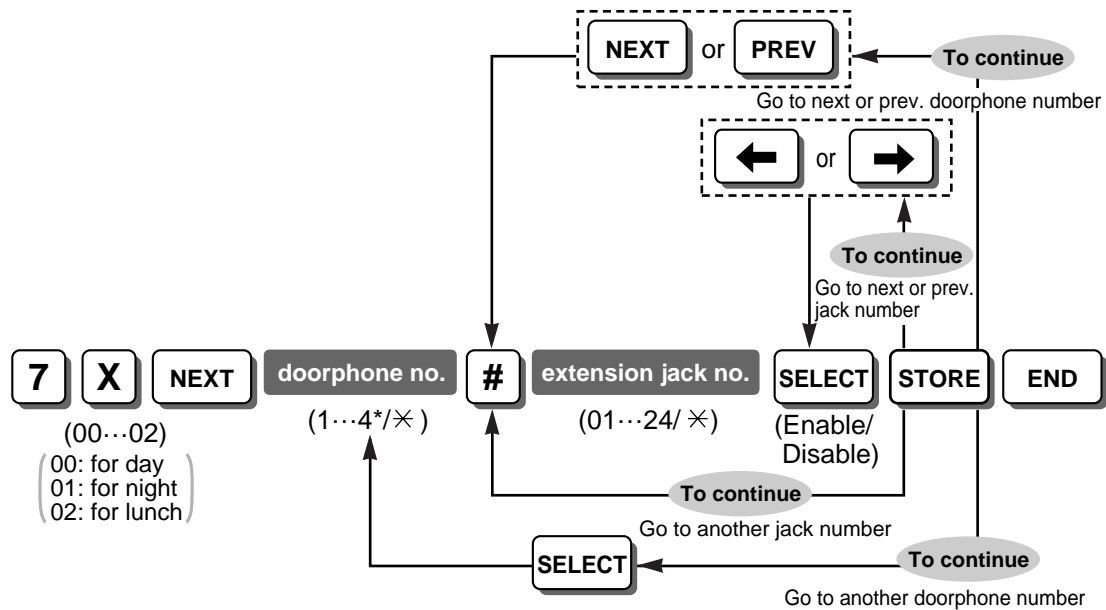 NEXT or PREV To continue
Go to next or prev. doorphone number
← or →
To continue
Go to next or prev.
jack number
7 X NEXT doorphone no. # extension jack no. SELECT STORE END
(00···02) (1···4*/✳) (01···24/ ✳) (Enable/
Disable)
00: for day
01: for night
02: for lunch
To continue
Go to another jack number
SELECT To continue
Go to another doorphone number